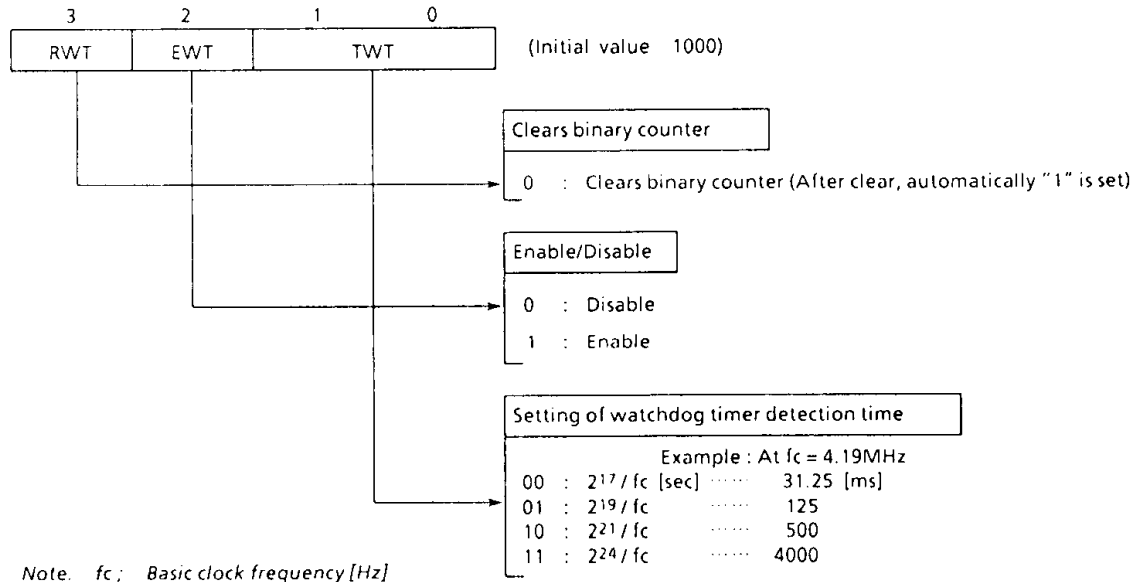 3 2 1 0
RWT EWT TWT (Initial value 1000)
Clears binary counter
0 : Clears binary counter (After clear, automatically "1" is set)
Enable/Disable
0 : Disable
1 : Enable
Setting of watchdog timer detection time
Example : At fc = 4.19MHz
00 : 2^17 / fc [sec] ······ 31.25 [ms]
01 : 2^19 / fc ······ 125
10 : 2^21 / fc ······ 500
11 : 2^24 / fc ······ 4000
Note. fc ; Basic clock frequency [Hz]